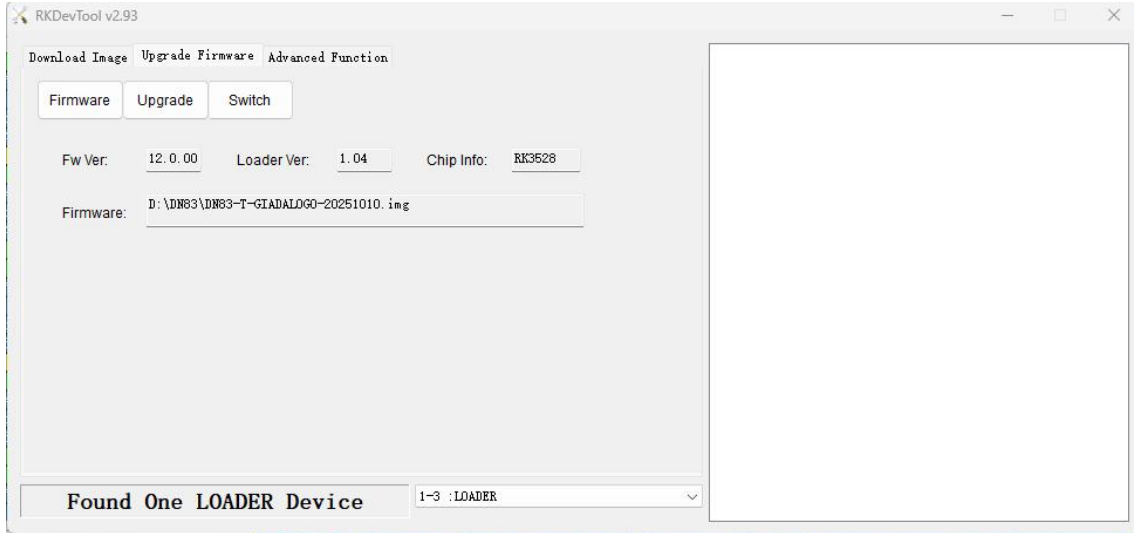 RKDevTool v2.93
Download Image Upgrade Firmware Advanced Function
Firmware Upgrade Switch
Fw Ver: 12.0.00 Loader Ver: 1.04 Chip Info: RK3528
Firmware: D:\DN83\DN83-T-GIADALOGO-20251010.img
Found One LOADER Device 1-3 :LOADER